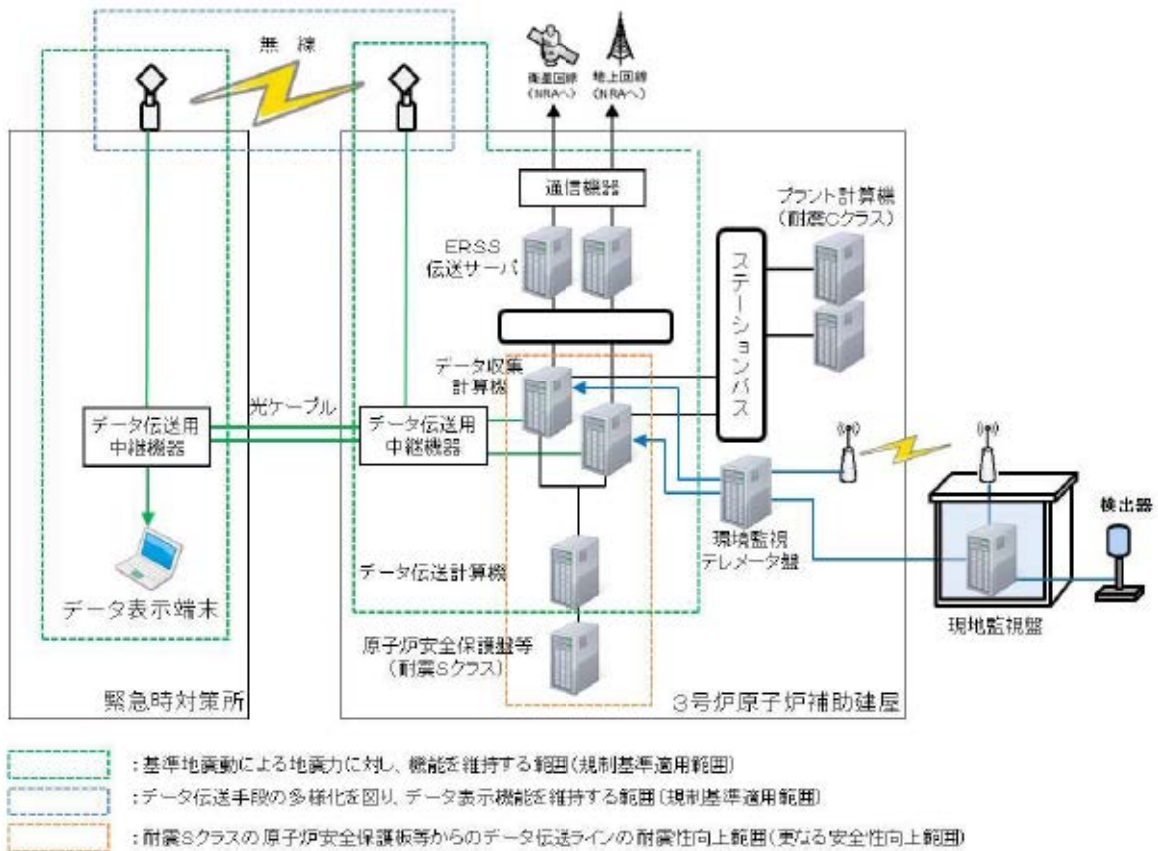 無 線
衛星回線
(NRAへ)
地上回線
(NRAへ)
通信機器
プラント計算機
(耐震Cクラス)
ERSS
伝送サーバ
ステーションバス
データ収集
計算機
光ケーブル
データ伝送用
中継機器
データ伝送用
中継機器
検出器
環境監視
テレメータ盤
データ伝送計算機
データ表示端末
現地監視盤
原子炉安全保護盤等
(耐震Sクラス)
緊急時対策所
3号炉原子炉補助建屋
:基準地震動による地震力に対し、機能を維持する範囲(規制基準適用範囲)
:データ伝送手段の多様化を図り、データ表示機能を維持する範囲(規制基準適用範囲)
:耐震Sクラスの原子炉安全保護板等からのデータ伝送ラインの耐震性向上範囲(更なる安全性向上範囲)